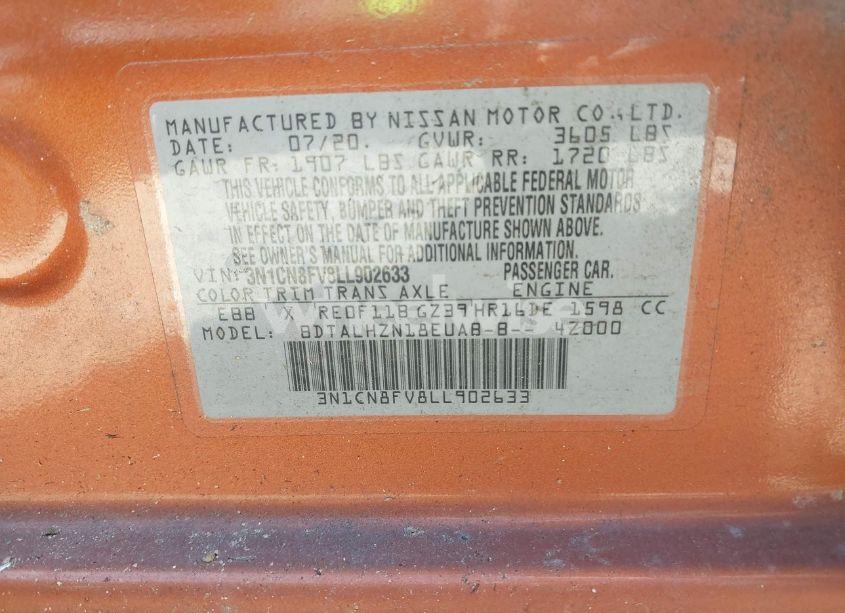 MANUFACTURED BY NISSAN MOTOR CO., LTD.
DATE: 07/20. GVWR: 3605 LBS
GAWR FR: 1907 LBS GAWR RR: 1720 LBS
THIS VEHICLE CONFORMS TO ALL APPLICABLE FEDERAL MOTOR
VEHICLE SAFETY, BUMPER AND THEFT PREVENTION STANDARDS
IN EFFECT ON THE DATE OF MANUFACTURE SHOWN ABOVE.
SEE OWNER'S MANUAL FOR ADDITIONAL INFORMATION.
VIN: 3N1CN8FV8LL902633 PASSENGER CAR.
COLOR TRIM TRANS AXLE ENGINE
EBB X RE0F11B GZ39 HR16DE 1598 CC
MODEL: BDTALHZN18EUAB-B-- 4Z000
3N1CN8FV8LL902633